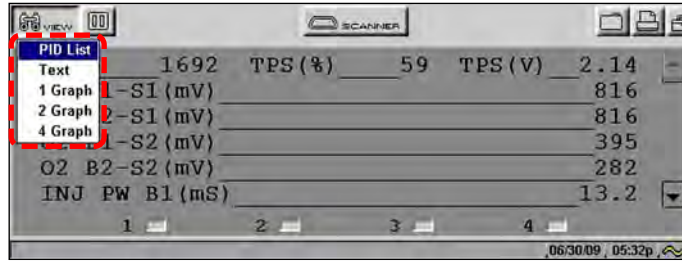 VIEW SCANNER
PID List
Text
1 Graph
2 Graph
4 Graph
1692 TPS(%) 59 TPS(V) 2.14
1-S1(mV) 816
2-S1(mV) 816
1-S2(mV) 395
O2 B2-S2(mV) 282
INJ PW B1(mS) 13.2
1 2 3 4
06/30/09 , 05:32p